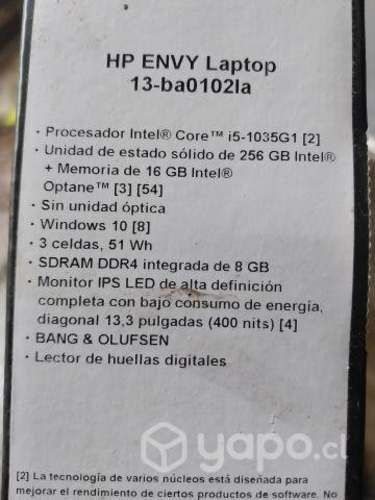 HP ENVY Laptop
13-ba0102la
· Procesador Intel® Core™ i5-1035G1 [2]
· Unidad de estado sólido de 256 GB Intel®
+ Memoria de 16 GB Intel®
Optane™ [3] [54]
· Sin unidad óptica
· Windows 10 [8]
· 3 celdas, 51 Wh
· SDRAM DDR4 integrada de 8 GB
· Monitor IPS LED de alta definición
completa con bajo consumo de energía,
diagonal 13,3 pulgadas (400 nits) [4]
· BANG & OLUFSEN
· Lector de huellas digitales
yapo.cl
[2] La tecnología de varios núcleos está diseñada para
mejorar el rendimiento de ciertos productos de software. No